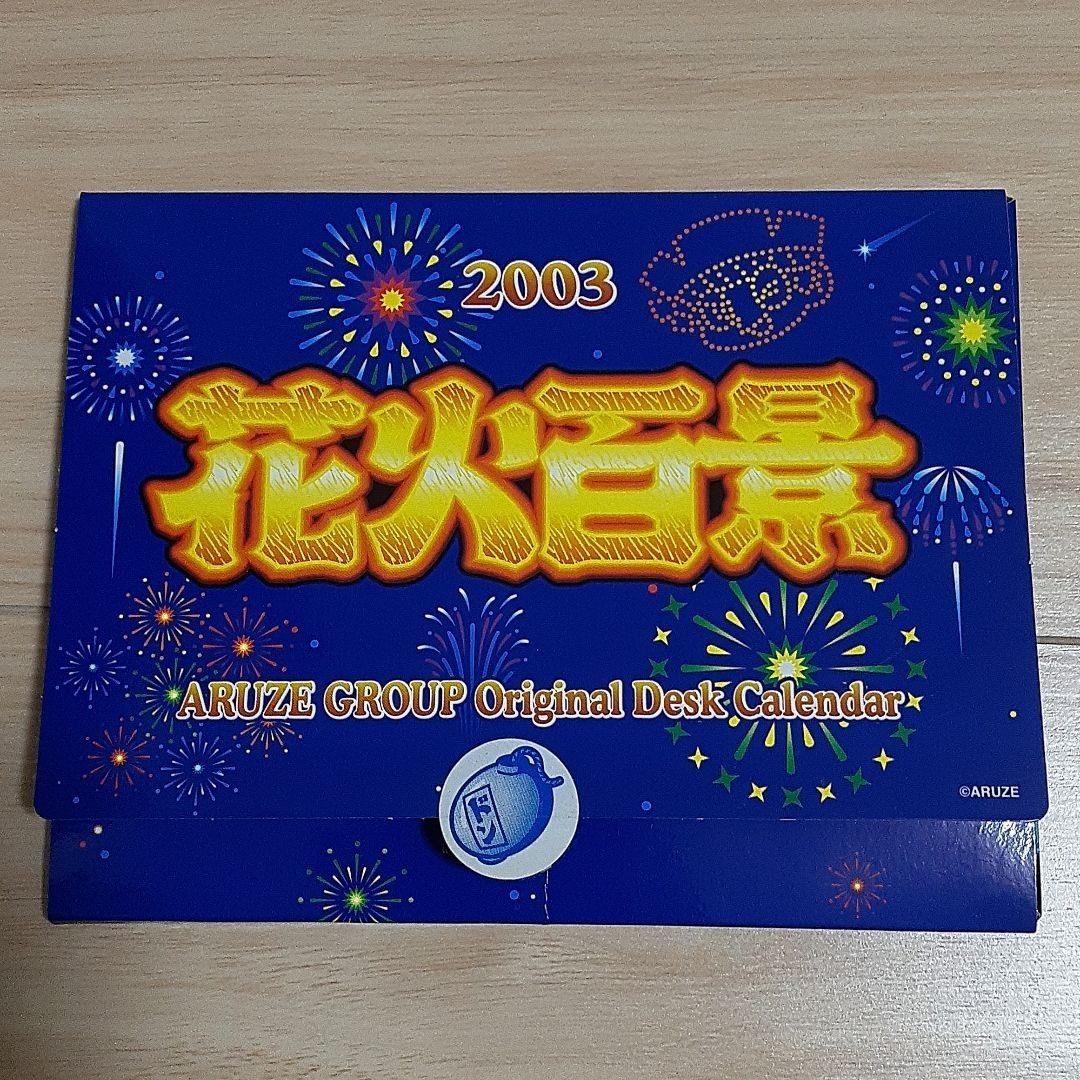 2003
花火百景
ARUZE GROUP Original Desk Calendar
ドン
©ARUZE